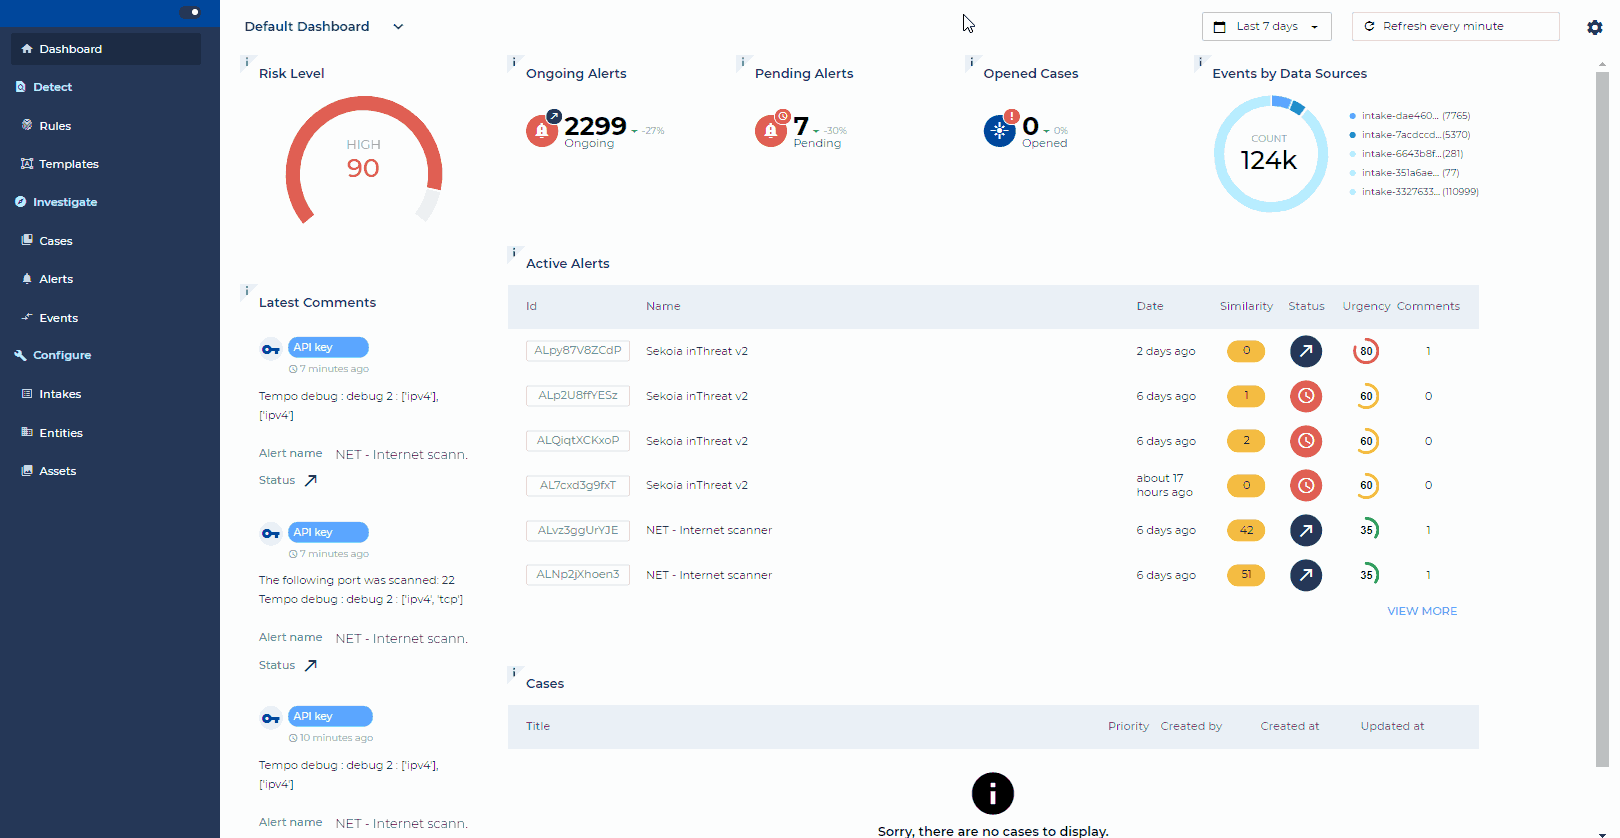 Default Dashboard
Last 7 days
Refresh every minute
Dashboard
Detect
Rules
Templates
Investigate
Cases
Alerts
Events
Configure
Intakes
Entities
Assets
Risk Level
HIGH
90
Ongoing Alerts
2299 -27%
Ongoing
Pending Alerts
7 -30%
Pending
Opened Cases
0 0%
Opened
Events by Data Sources
COUNT
124k
intake-dae460... (7765)
intake-7acdccd...(5370)
intake-6643b8f...(281)
intake-351a6ae... (77)
intake-3327633... (110999)
Latest Comments
API key
7 minutes ago
Tempo debug : debug 2 : ['ipv4'],
['ipv4']
Alert name NET - Internet scann.
Status
API key
7 minutes ago
The following port was scanned: 22
Tempo debug : debug 2 : ['ipv4', 'tcp']
Alert name NET - Internet scann.
Status
API key
10 minutes ago
Tempo debug : debug 2 : ['ipv4'],
['ipv4']
Alert name NET - Internet scann.
Active Alerts
Id Name Date Similarity Status Urgency Comments
ALpy87V8ZCdP Sekoia inThreat v2 2 days ago 0 80 1
ALp2U8ffYESz Sekoia inThreat v2 6 days ago 1 60 0
ALQiqtXCKxoP Sekoia inThreat v2 6 days ago 2 60 0
AL7cxd3g9fxT Sekoia inThreat v2 about 17 hours ago 0 60 0
ALvz3ggUrYJE NET - Internet scanner 6 days ago 42 35 1
ALNp2jXhoen3 NET - Internet scanner 6 days ago 51 35 1
VIEW MORE
Cases
Title Priority Created by Created at Updated at
Sorry, there are no cases to display.